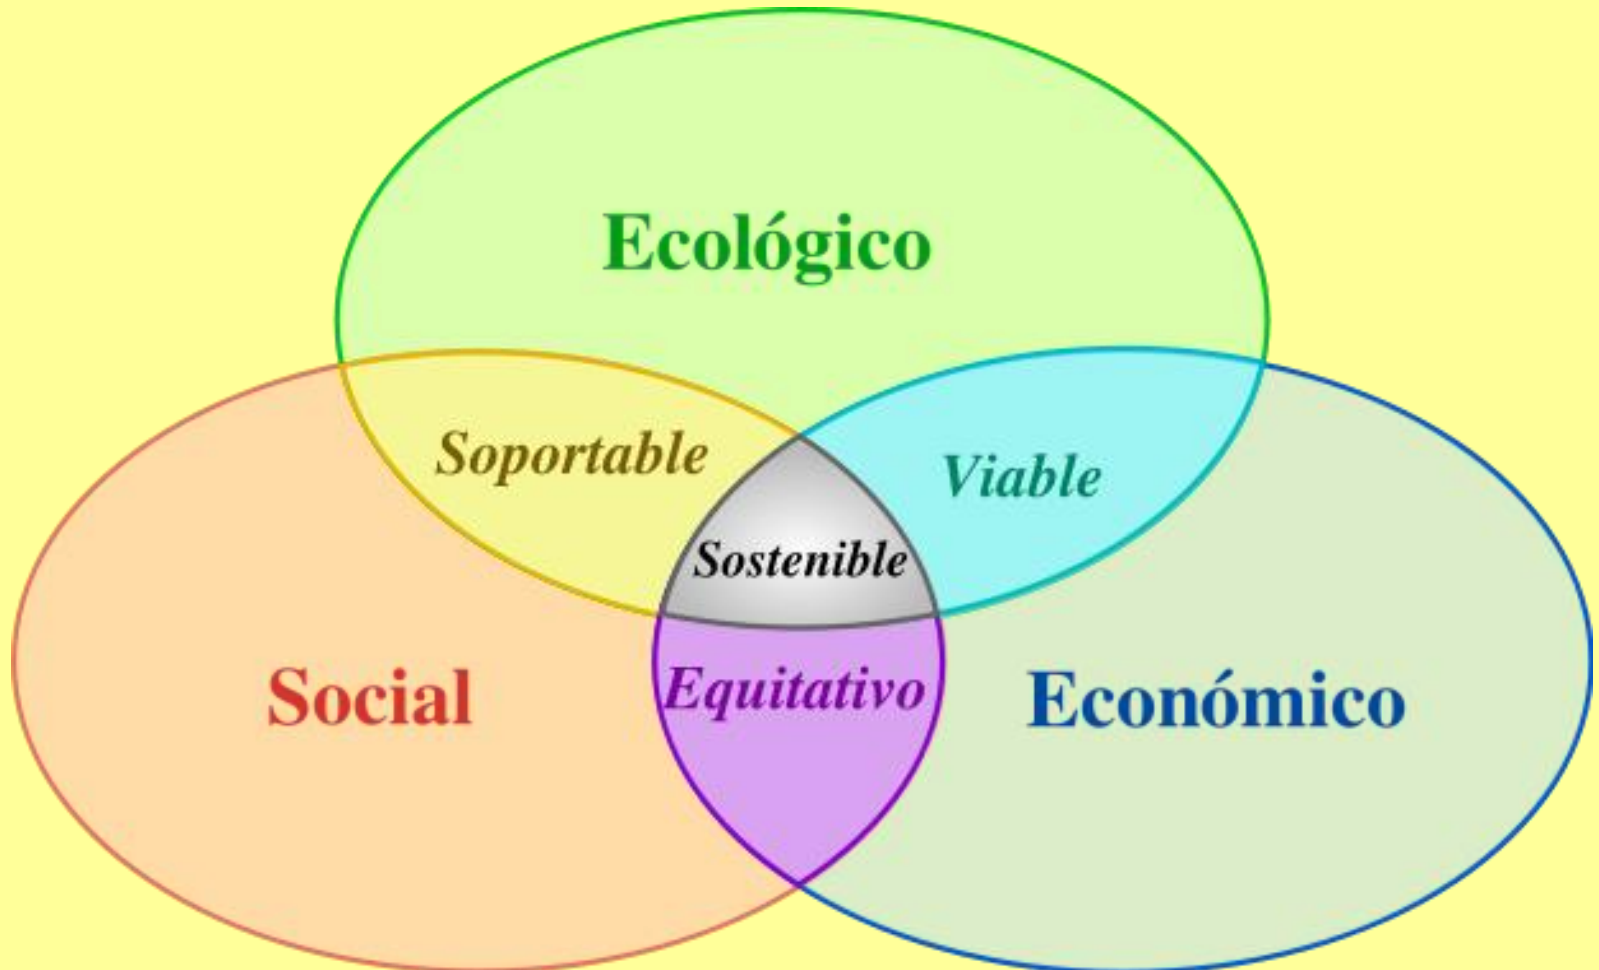 Ecológico
Soportable
Viable
Sostenible
Social
Equitativo
Económico